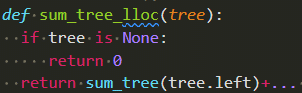 def sum_tree_lloc(tree):
  if tree is None:
    return 0
  return sum_tree(tree.left)+...